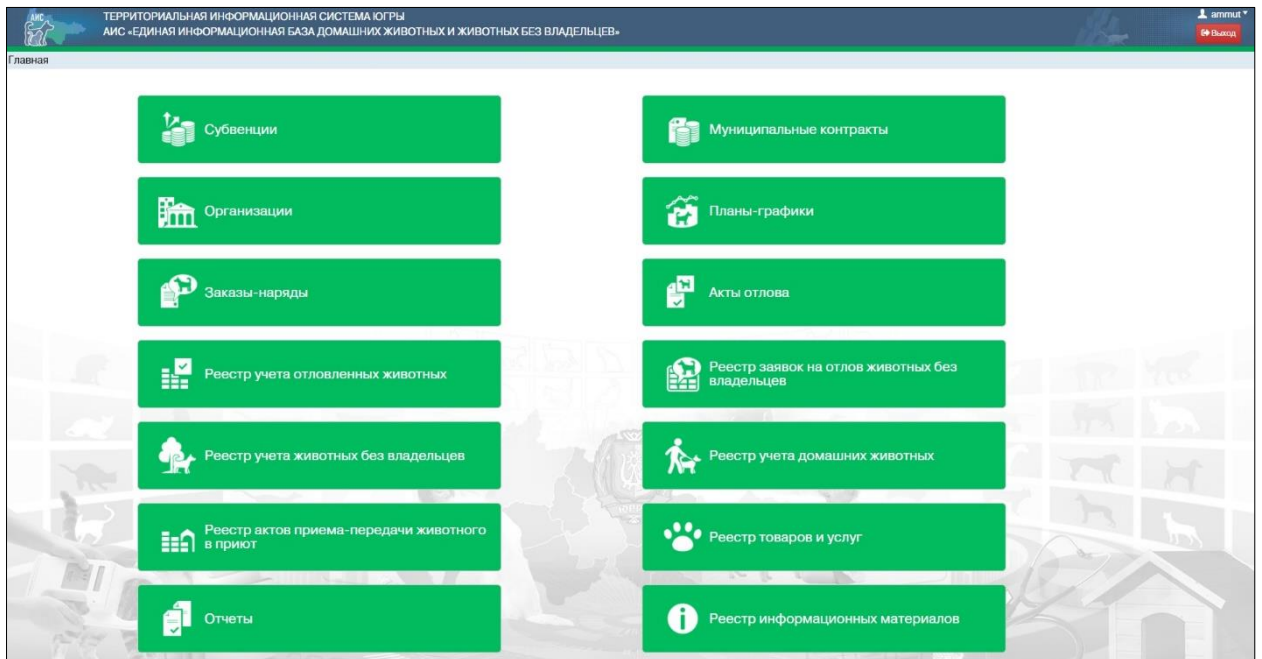 АИС
ТЕРРИТОРИАЛЬНАЯ ИНФОРМАЦИОННАЯ СИСТЕМА ЮГРЫ
АИС «ЕДИНАЯ ИНФОРМАЦИОННАЯ БАЗА ДОМАШНИХ ЖИВОТНЫХ И ЖИВОТНЫХ БЕЗ ВЛАДЕЛЬЦЕВ»
ammut
Выход
Главная
Субвенции
Муниципальные контракты
Организации
Планы-графики
Заказы-наряды
Акты отлова
Реестр учета отловленных животных
Реестр заявок на отлов животных без
владельцев
Реестр учета животных без владельцев
Реестр учета домашних животных
Реестр актов приема-передачи животного
в приют
Реестр товаров и услуг
Отчеты
Реестр информационных материалов